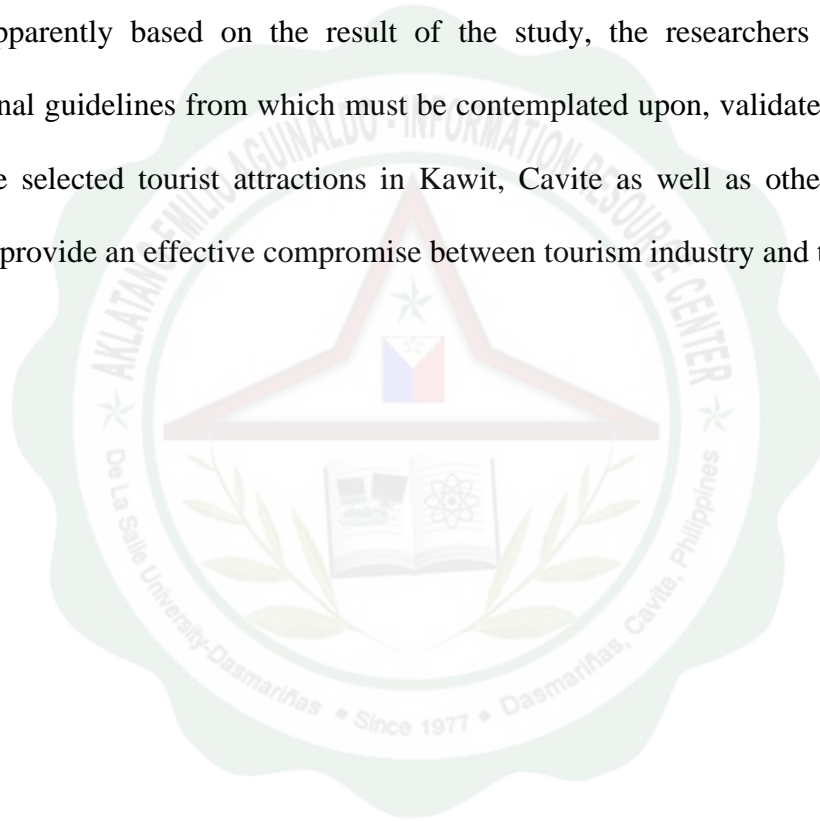 pparently based on the result of the study, the researchers
nal guidelines from which must be contemplated upon, validate
e selected tourist attractions in Kawit, Cavite as well as othe
provide an effective compromise between tourism industry and t
AKLATANG EMILIO AGUINALDO - INFORMATION RESOURCE CENTER
De La Salle University-Dasmariñas • Since 1977 • Dasmariñas, Cavite, Philippines